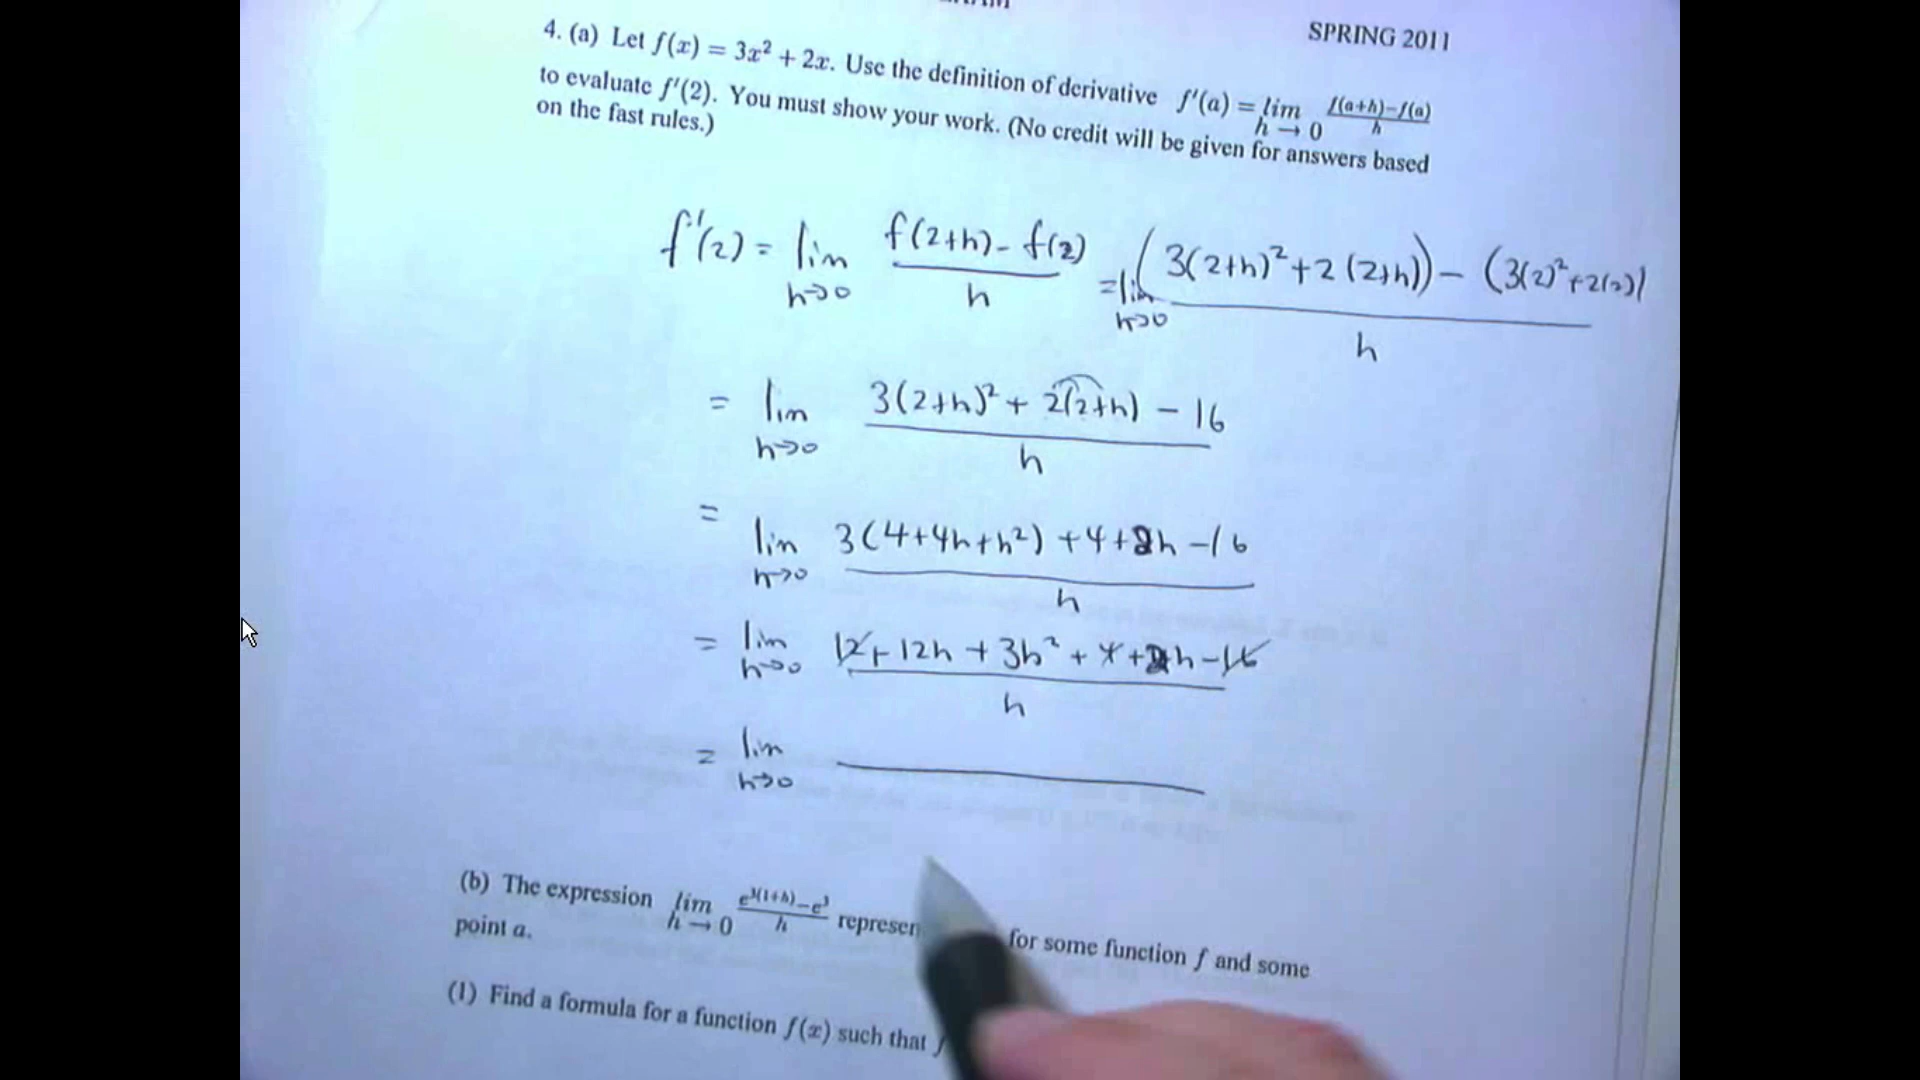 SPRING 2011
4. (a) Let f(x) = 3x² + 2x. Use the definition of derivative f'(a) = lim h → 0 f(a+h)−f(a) / h
to evaluate f'(2). You must show your work. (No credit will be given for answers based
on the fast rules.)
f'(2) = lim h→0 f(2+h) - f(2) / h = lim h→0 (3(2+h)² + 2(2+h)) - (3(2)² + 2(2)) / h
= lim h→0 3(2+h)² + 2(2+h) - 16 / h
= lim h→0 3(4+4h+h²) + 4 + 2h - 16 / h
= lim h→0 12 + 12h + 3h² + 4 + 2h - 16 / h
= lim h→0
(b) The expression lim h → 0 e³⁽¹⁺ʰ⁾−e³ / h for some function f and some
point a.
(1) Find a formula for a function f(x) such that